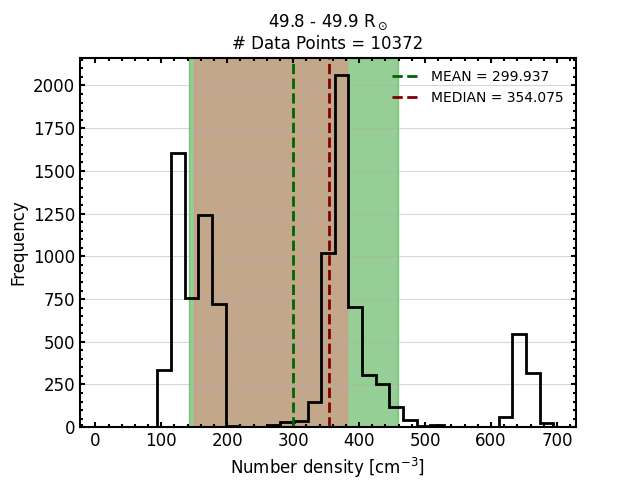 49.8 - 49.9 R⊙
# Data Points = 10372
MEAN = 299.937
MEDIAN = 354.075
Frequency
2000
1750
1500
1250
1000
750
500
250
0
0 100 200 300 400 500 600 700
Number density [cm⁻³]